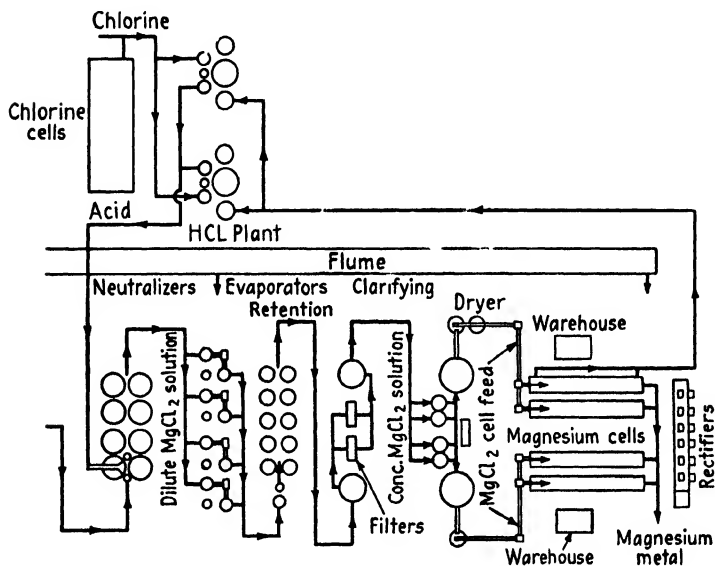 Chlorine
Chlorine
cells
Acid
HCL Plant
Flume
Neutralizers
Evaporators
Retention
Clarifying
Dryer
Warehouse
Dilute MgCl₂ solution
Conc. MgCl₂ solution
MgCl₂ cell feed
Magnesium cells
Rectifiers
Filters
Warehouse
Magnesium
metal